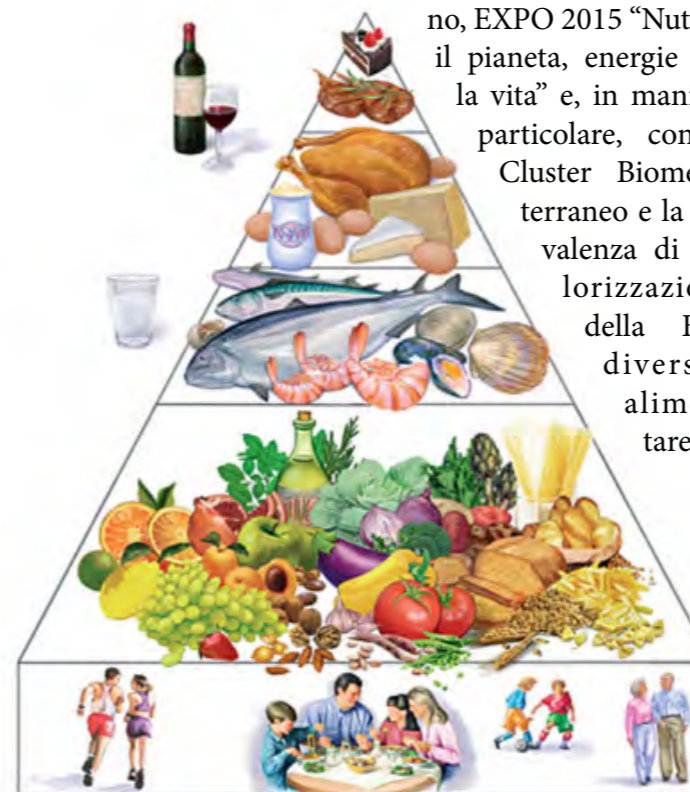 no, EXPO 2015 “Nut
il pianeta, energie
la vita” e, in man
particolare, con
Cluster Biome
terraneo e la
valenza di
lorizzazio
della
divers
alim
tare